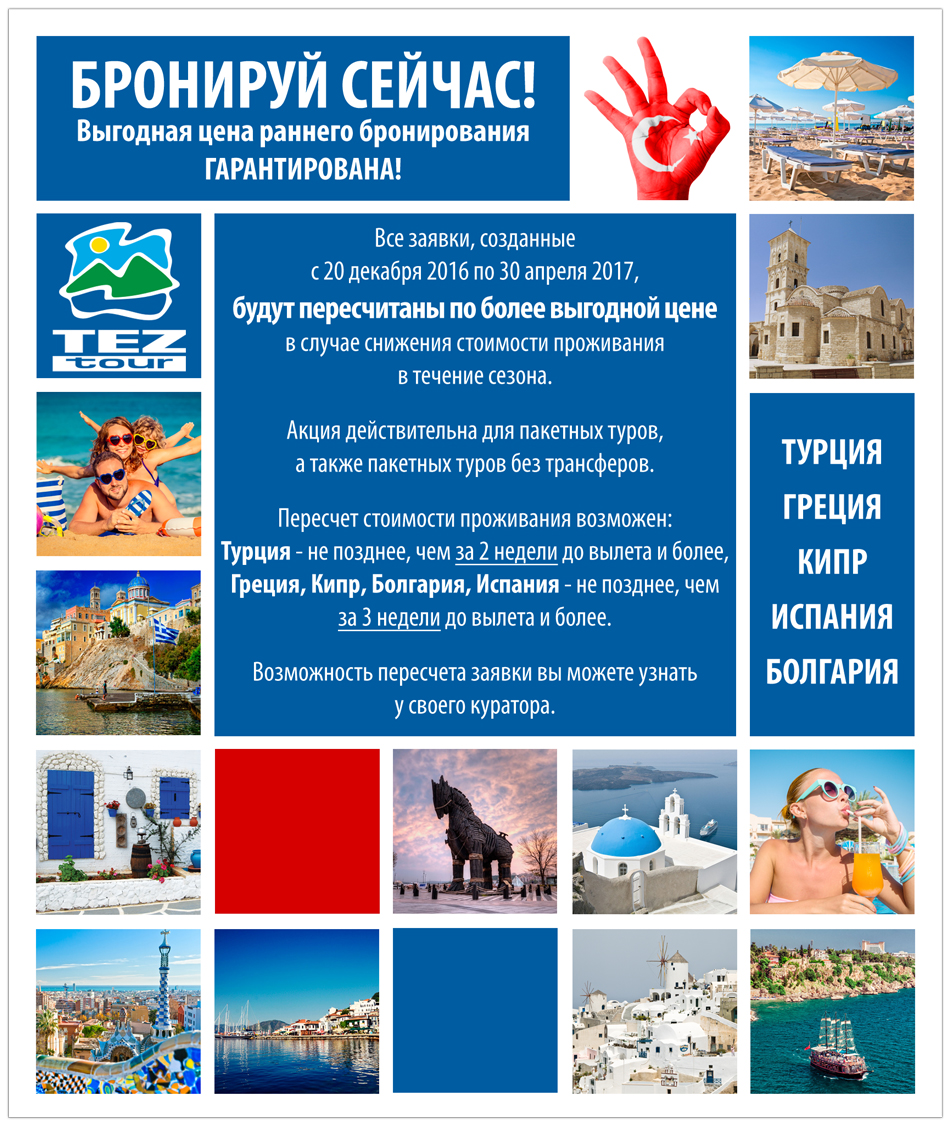 БРОНИРУЙ СЕЙЧАС!
Выгодная цена раннего бронирования
ГАРАНТИРОВАНА!
TEZ
tour
Все заявки, созданные
с 20 декабря 2016 по 30 апреля 2017,
будут пересчитаны по более выгодной цене
в случае снижения стоимости проживания
в течение сезона.
Акция действительна для пакетных туров,
а также пакетных туров без трансферов.
Пересчет стоимости проживания возможен:
Турция - не позднее, чем за 2 недели до вылета и более,
Греция, Кипр, Болгария, Испания - не позднее, чем
за 3 недели до вылета и более.
Возможность пересчета заявки вы можете узнать
у своего куратора.
ТУРЦИЯ
ГРЕЦИЯ
КИПР
ИСПАНИЯ
БОЛГАРИЯ